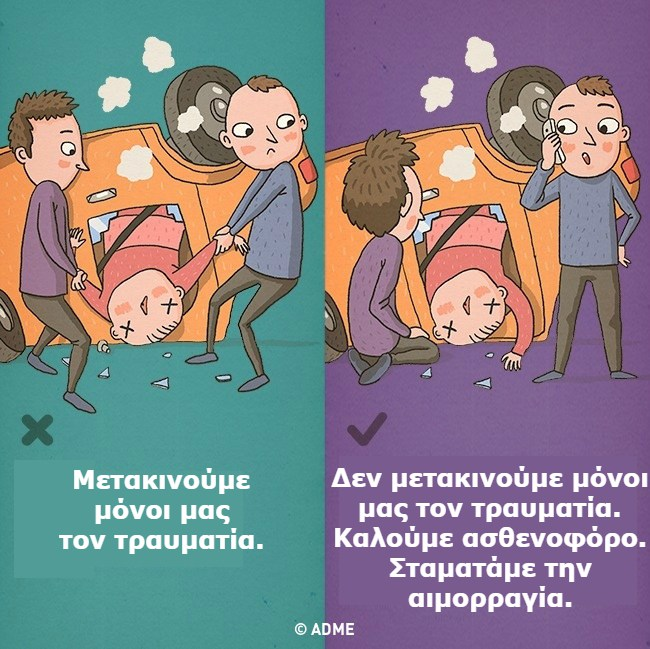 Μετακινούμε
μόνοι μας
τον τραυματία.
Δεν μετακινούμε μόνοι
μας τον τραυματία.
Καλούμε ασθενοφόρο.
Σταματάμε την
αιμορραγία.
© ADME